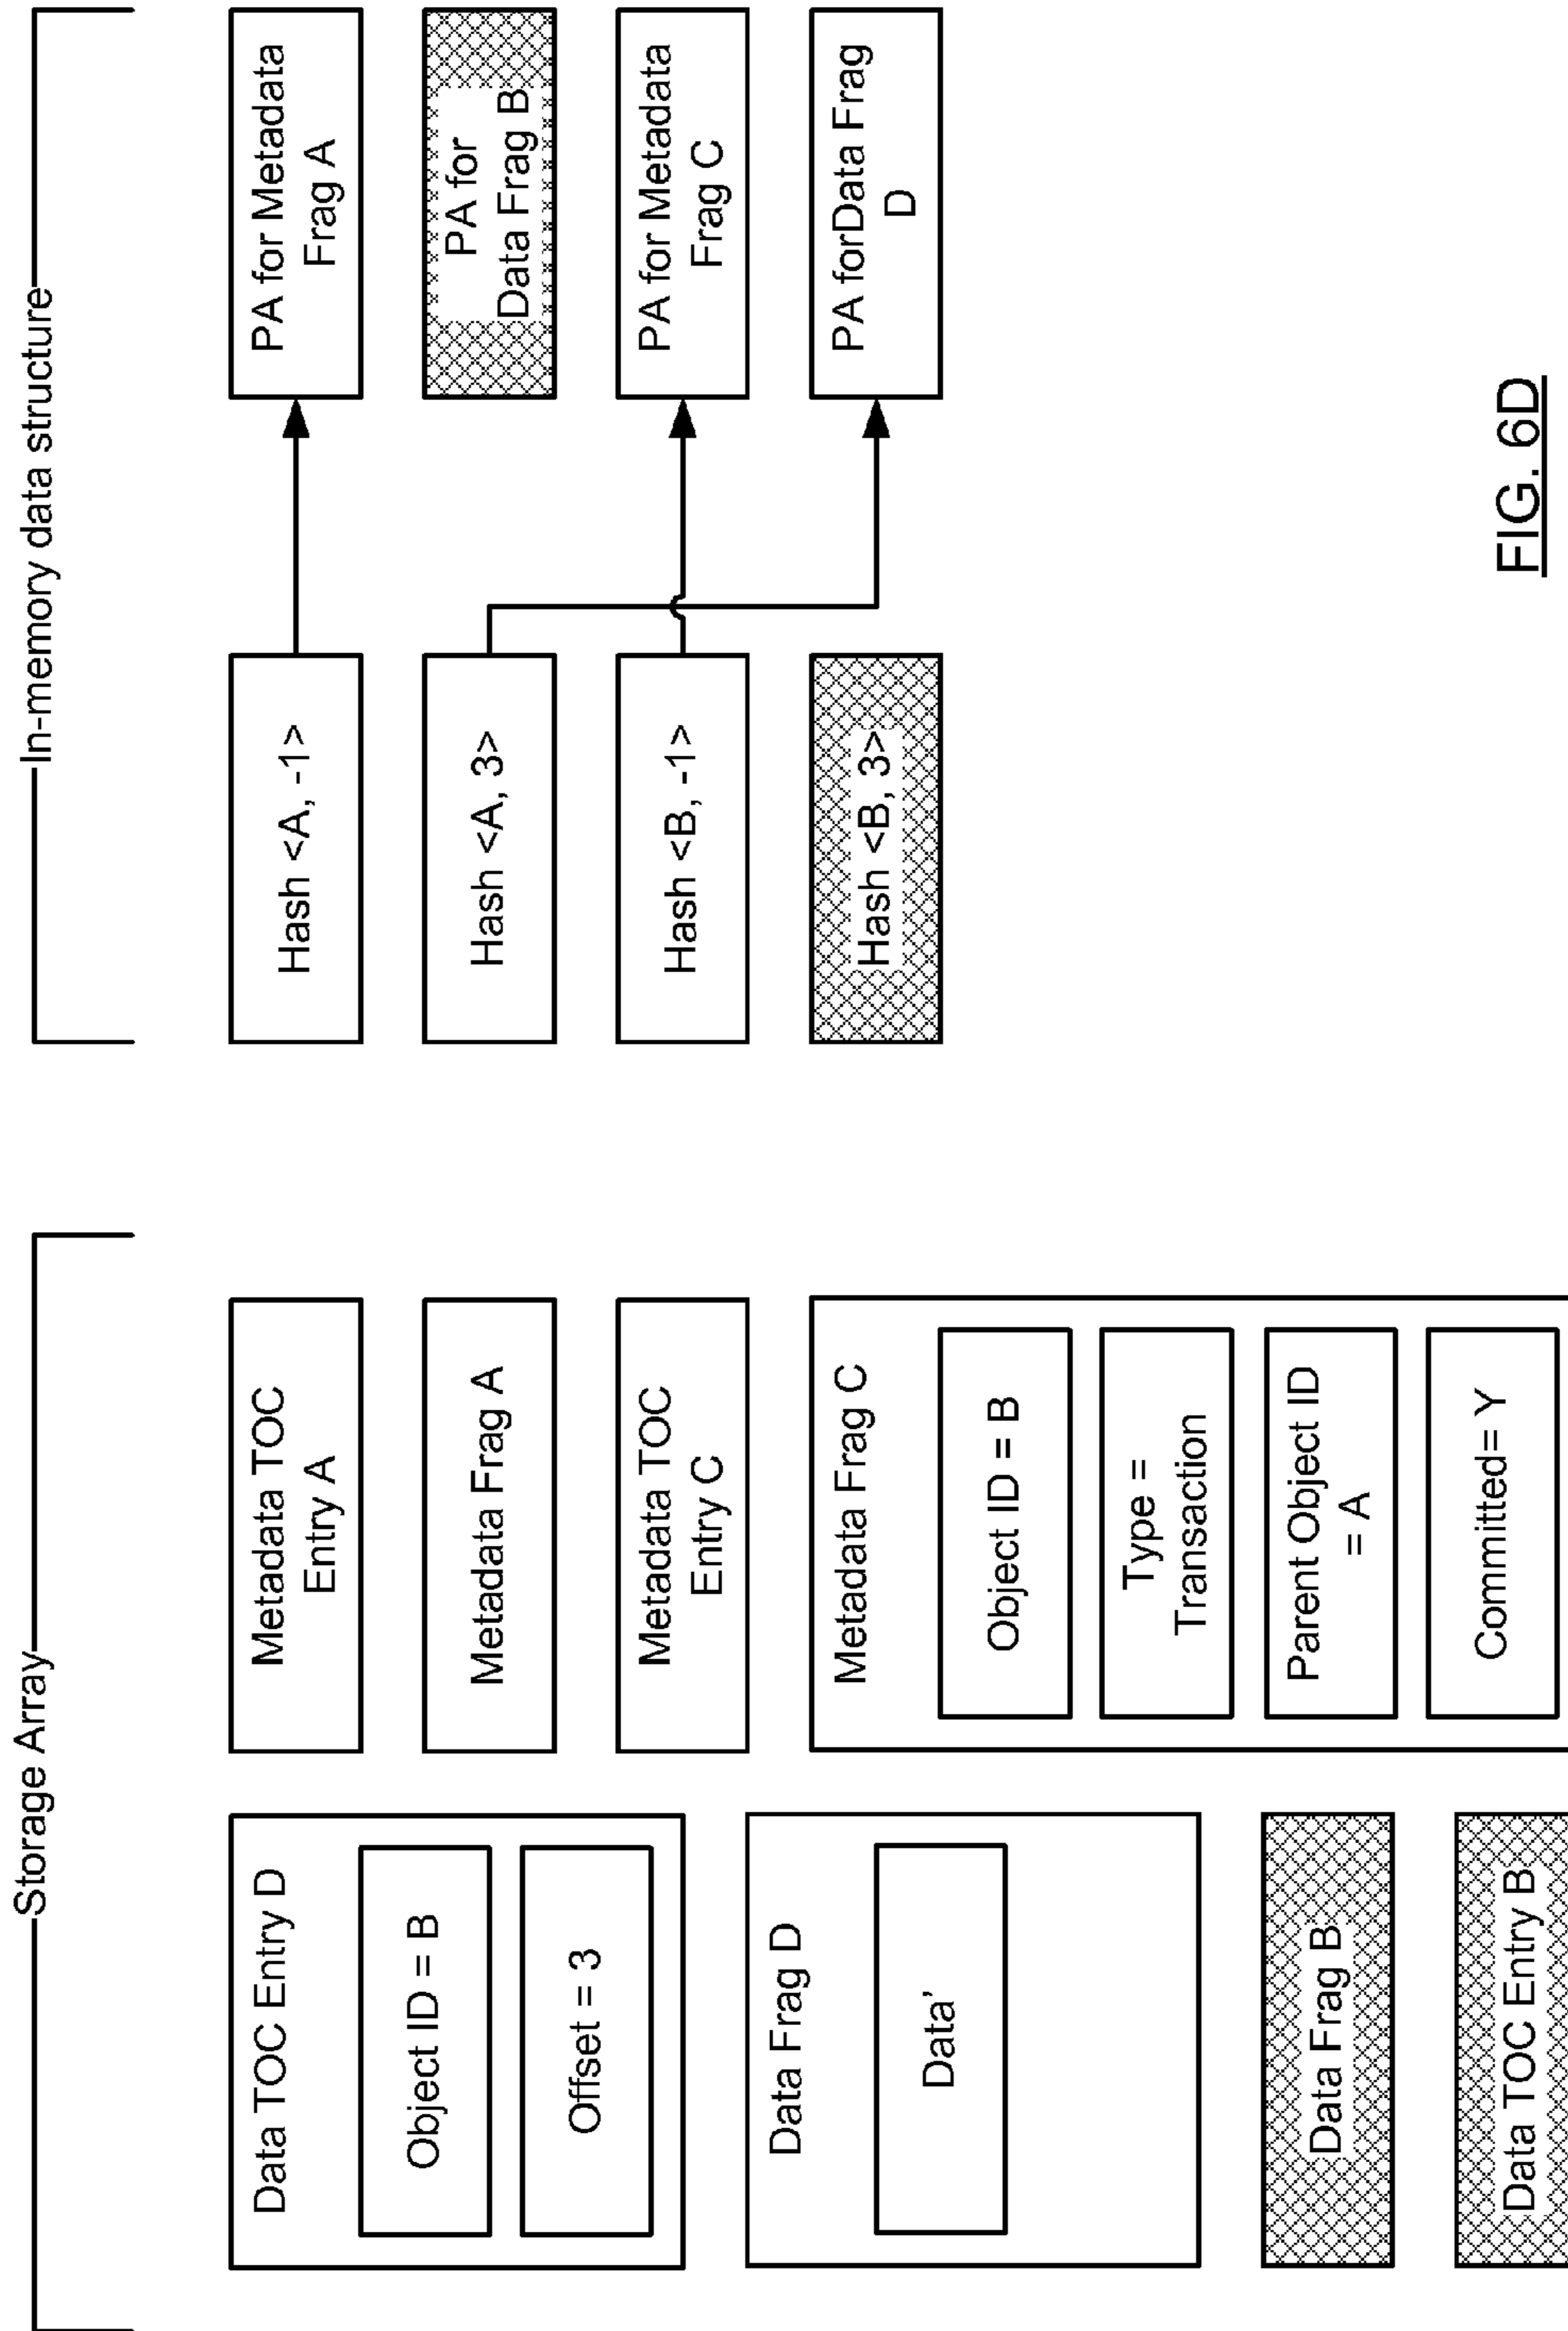 Storage Array
In-memory data structure
Data TOC Entry D
Object ID = B
Offset = 3
Data Frag D
Data'
Data Frag B
Data TOC Entry B
Metadata TOC
Entry A
Metadata Frag A
Metadata TOC
Entry C
Metadata Frag C
Object ID = B
Type =
Transaction
Parent Object ID
= A
Committed= Y
Hash <A, -1>
Hash <A, 3>
Hash <B, -1>
Hash <B, 3>
PA for Metadata
Frag A
PA for
Data Frag B
PA for Metadata
Frag C
PA forData Frag
D
FIG. 6D